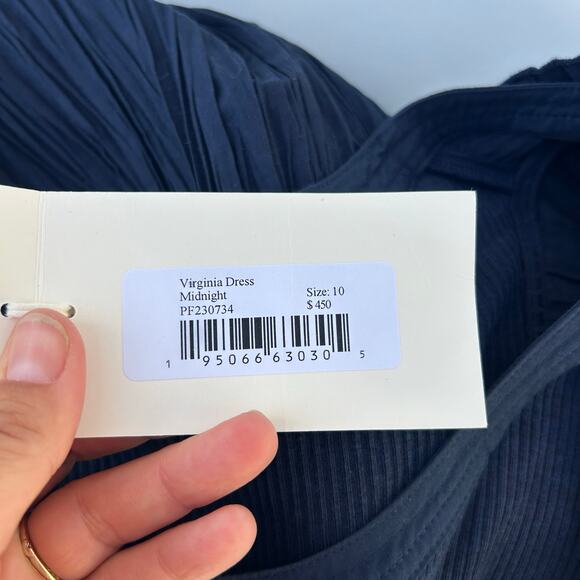 Virginia Dress
Midnight Size: 10
PF230734 $450
1 95066 63030 5